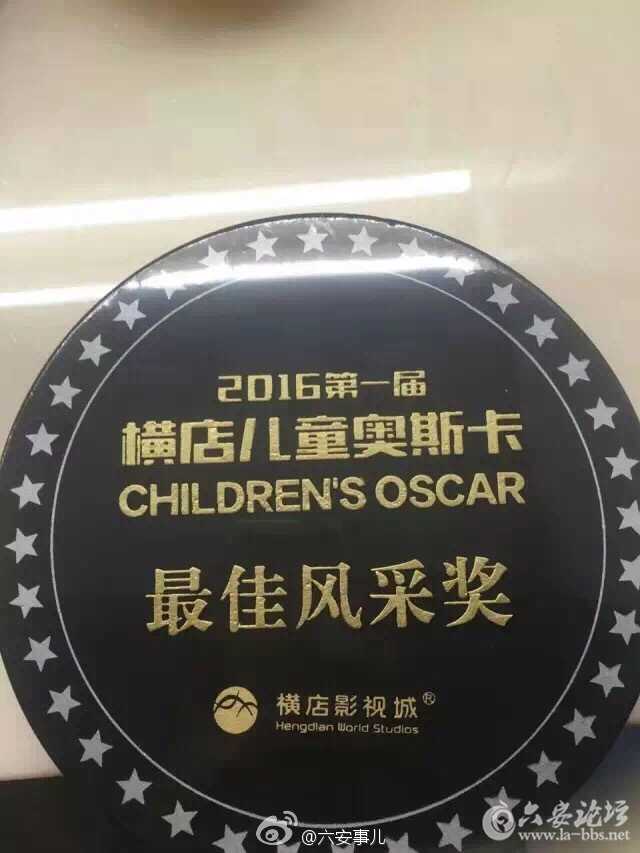 2016第一届
横店儿童奥斯卡
CHILDREN'S OSCAR
最佳风采奖
横店影视城®
Hengdian World Studios
@六安事儿
六安论坛
www.la-bbs.net